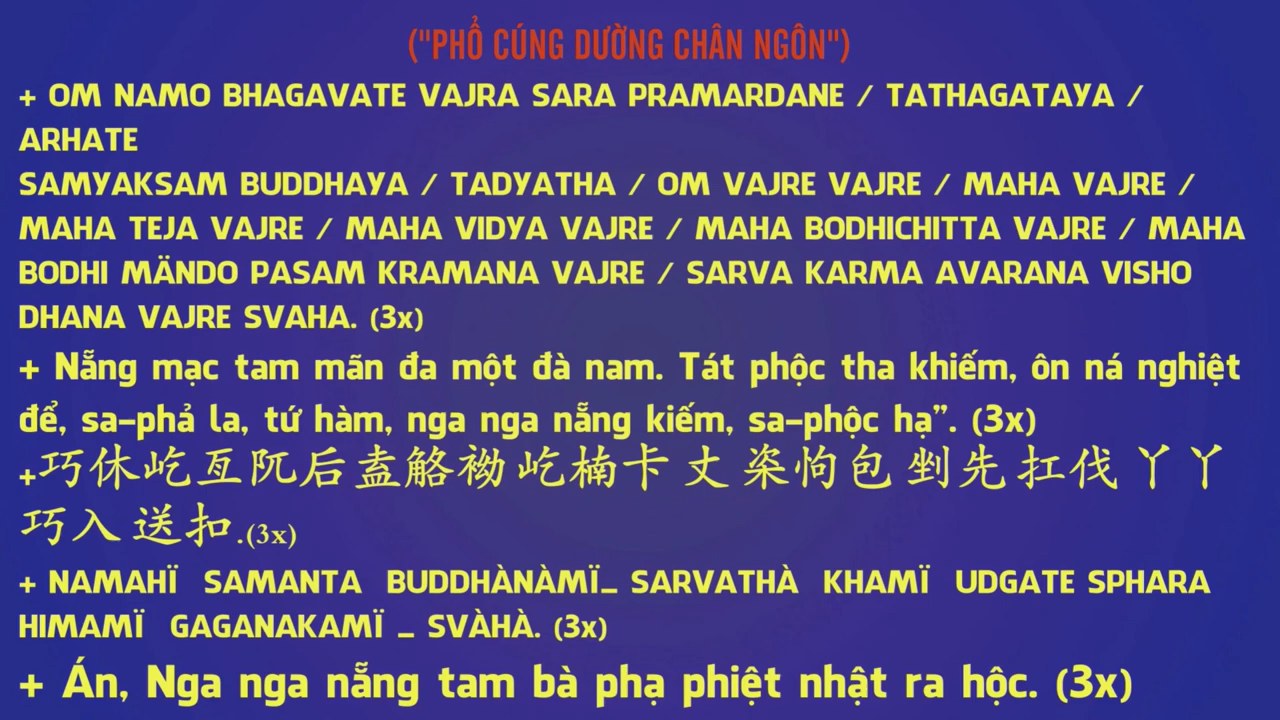 ("PHỔ CÚNG DƯỜNG CHÂN NGÔN")
+ OM NAMO BHAGAVATE VAJRA SARA PRAMARDANE / TATHAGATAYA /
ARHATE
SAMYAKSAM BUDDHAYA / TADYATHA / OM VAJRE VAJRE / MAHA VAJRE /
MAHA TEJA VAJRE / MAHA VIDYA VAJRE / MAHA BODHICHITTA VAJRE / MAHA
BODHI MÄNDO PASAM KRAMANA VAJRE / SARVA KARMA AVARANA VISHO
DHANA VAJRE SVAHA. (3x)
+ Nẵng mạc tam mãn đa một đà nam. Tát phộc tha khiếm, ôn ná nghiệt
để, sa-phả la, tứ hàm, nga nga nẵng kiếm, sa-phộc hạ”. (3x)
+巧休屹亙阮后盍觡袎屹楠卡丈栥怐包剉先扛伐丫丫
巧入送扣.(3x)
+ NAMAHÏ SAMANTA BUDDHÀNÀMÏ_ SARVATHÀ KHAMÏ UDGATE SPHARA
HIMAMÏ GAGANAKAMÏ _ SVÀHÀ. (3x)
+ Án, Nga nga nẵng tam bà phạ phiệt nhật ra hộc. (3x)